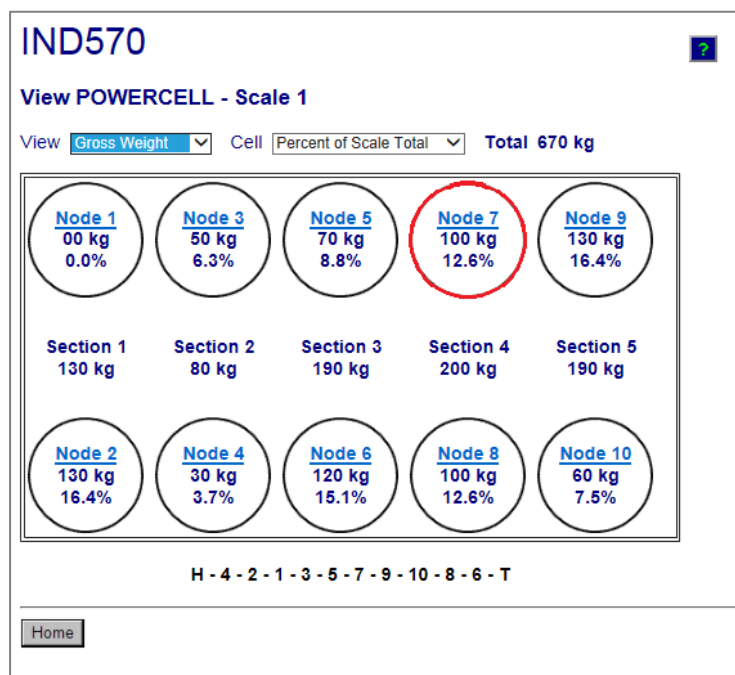 IND570
?
View POWERCELL - Scale 1
View Gross Weight Cell Percent of Scale Total Total 670 kg
Node 1 Node 3 Node 5 Node 7 Node 9
00 kg 50 kg 70 kg 100 kg 130 kg
0.0% 6.3% 8.8% 12.6% 16.4%
Section 1 Section 2 Section 3 Section 4 Section 5
130 kg 80 kg 190 kg 200 kg 190 kg
Node 2 Node 4 Node 6 Node 8 Node 10
130 kg 30 kg 120 kg 100 kg 60 kg
16.4% 3.7% 15.1% 12.6% 7.5%
H - 4 - 2 - 1 - 3 - 5 - 7 - 9 - 10 - 8 - 6 - T
Home